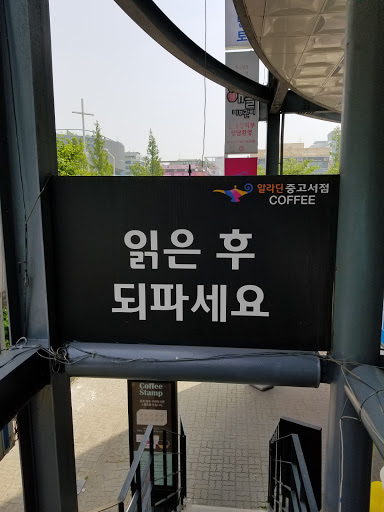 알라딘 중고서점
COFFEE
읽은 후
되파세요
Coffee
Stamp